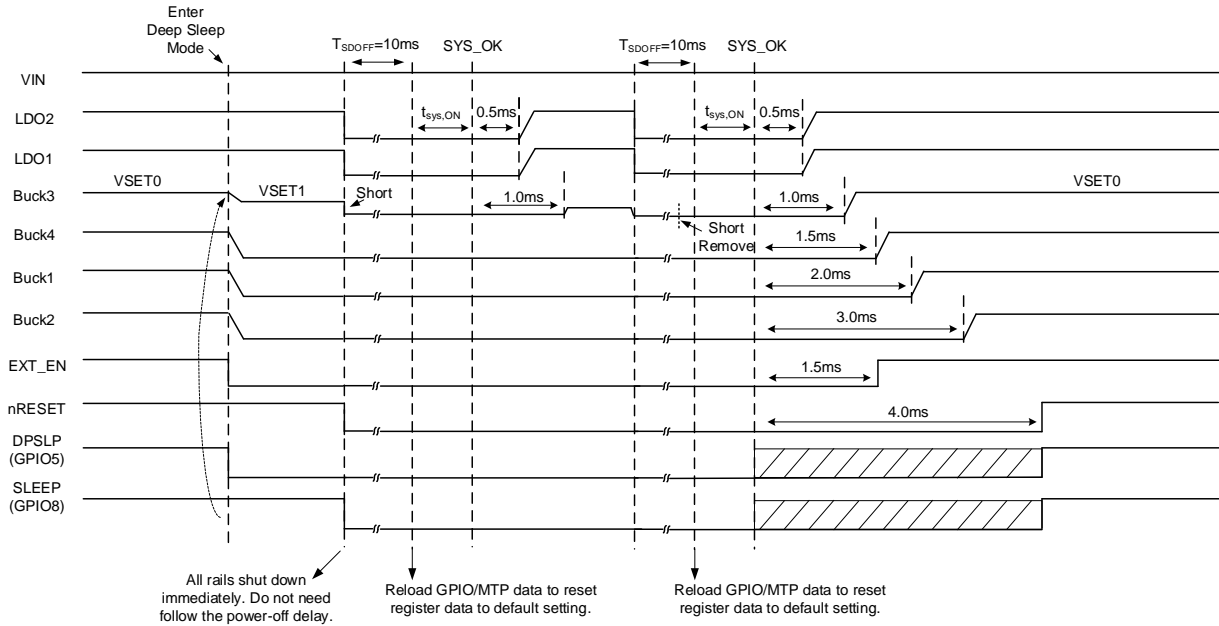 Enter
Deep Sleep
Mode
T_SDOFF=10ms
SYS_OK
T_SDOFF=10ms
SYS_OK
VIN
LDO2
t_sys,ON
0.5ms
t_sys,ON
0.5ms
LDO1
Buck3
VSET0
VSET1
Short
1.0ms
Short
Remove
1.0ms
VSET0
Buck4
1.5ms
Buck1
2.0ms
Buck2
3.0ms
EXT_EN
1.5ms
nRESET
4.0ms
DPSLP
(GPIO5)
SLEEP
(GPIO8)
All rails shut down
immediately. Do not need
follow the power-off delay.
Reload GPIO/MTP data to reset
register data to default setting.
Reload GPIO/MTP data to reset
register data to default setting.